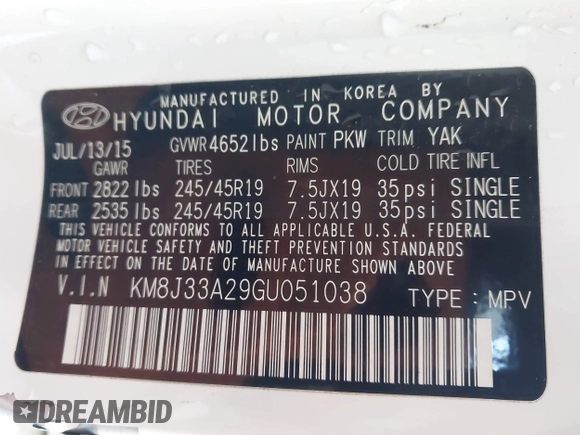 MANUFACTURED IN KOREA BY
HYUNDAI MOTOR COMPANY
JUL/13/15 GVWR 4652lbs PAINT PKW TRIM YAK
GAWR TIRES RIMS COLD TIRE INFL
FRONT 2822 lbs 245/45R19 7.5JX19 35psi SINGLE
REAR 2535 lbs 245/45R19 7.5JX19 35psi SINGLE
THIS VEHICLE CONFORMS TO ALL APPLICABLE U.S.A. FEDERAL
MOTOR VEHICLE SAFETY AND THEFT PREVENTION STANDARDS
IN EFFECT ON THE DATE OF MANUFACTURE SHOWN ABOVE.
V.I.N KM8J33A29GU051038 TYPE : MPV
DREAMBID